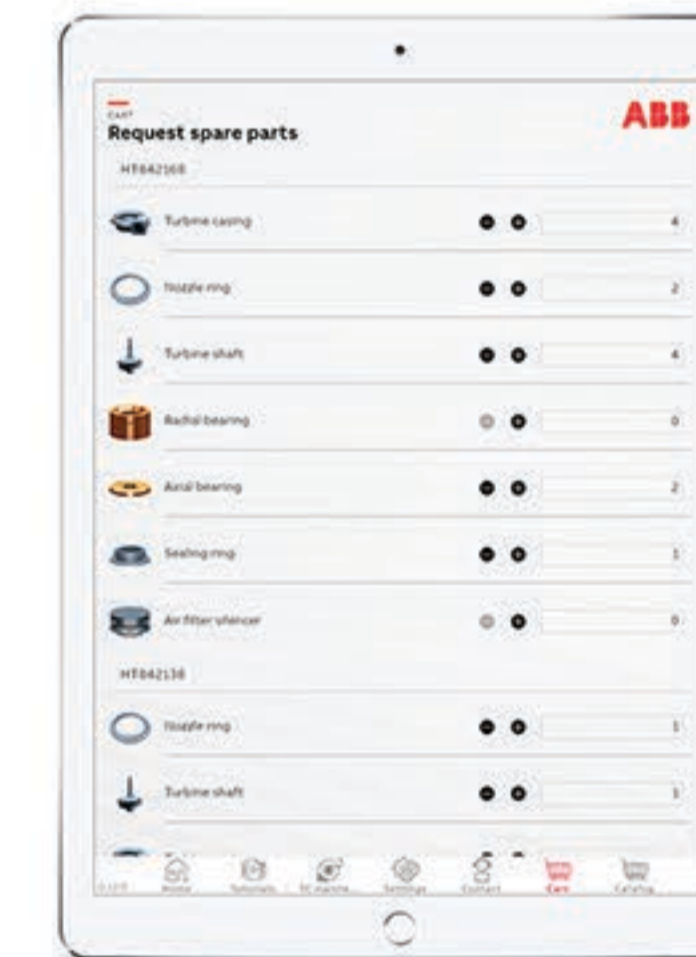 CART
ABB
Request spare parts
HT842168
Turbine casing 4
Nozzle ring 2
Turbine shaft 4
Radial bearing 0
Axial bearing 2
Sealing ring 1
Air filter silencer 0
HT842138
Nozzle ring 1
Turbine shaft 1
Home Tutorials Settings Contact Cart Catalog